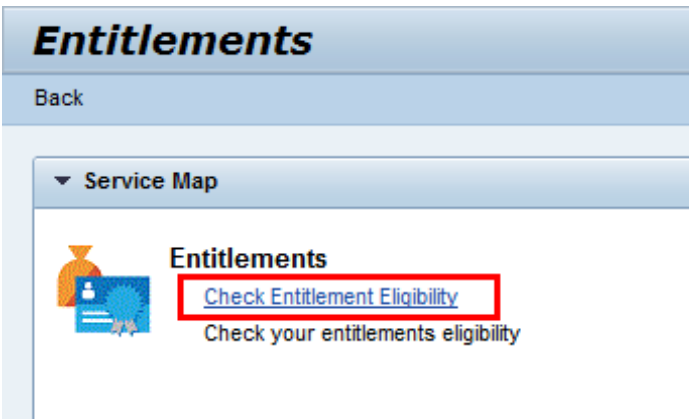 Entitlements
Back
Service Map
Entitlements
Check Entitlement Eligibility
Check your entitlements eligibility